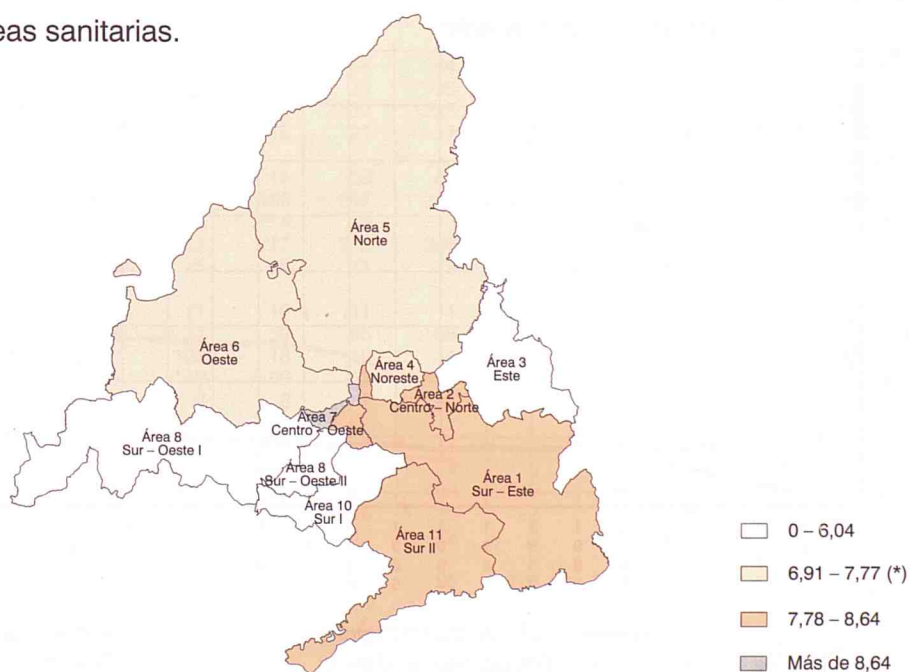 eas sanitarias.
Área 5
Norte
Área 6
Oeste
Área 4
Noreste
Área 3
Este
Área 2
Centro – Norte
Área 7
Centro – Oeste
Área 8
Sur – Oeste I
Área 8
Sur – Oeste II
Área 1
Sur – Este
Área 10
Sur I
Área 11
Sur II
0 – 6,04
6,91 – 7,77 (*)
7,78 – 8,64
Más de 8,64